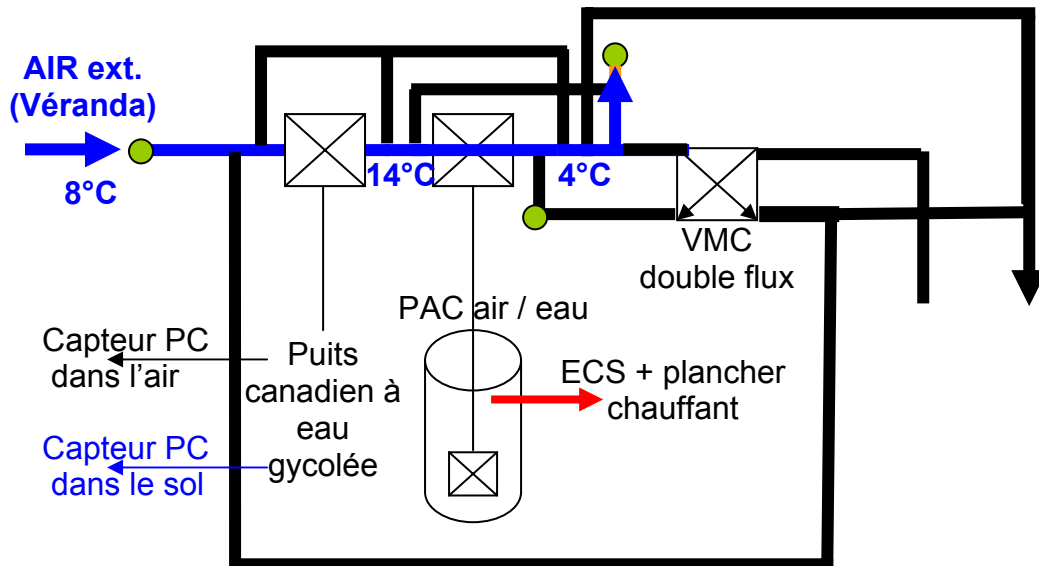 AIR ext.
(Véranda)
8°C
14°C
4°C
VMC
double flux
PAC air / eau
Capteur PC
dans l'air
Puits
canadien à
eau
gycolée
ECS + plancher
chauffant
Capteur PC
dans le sol